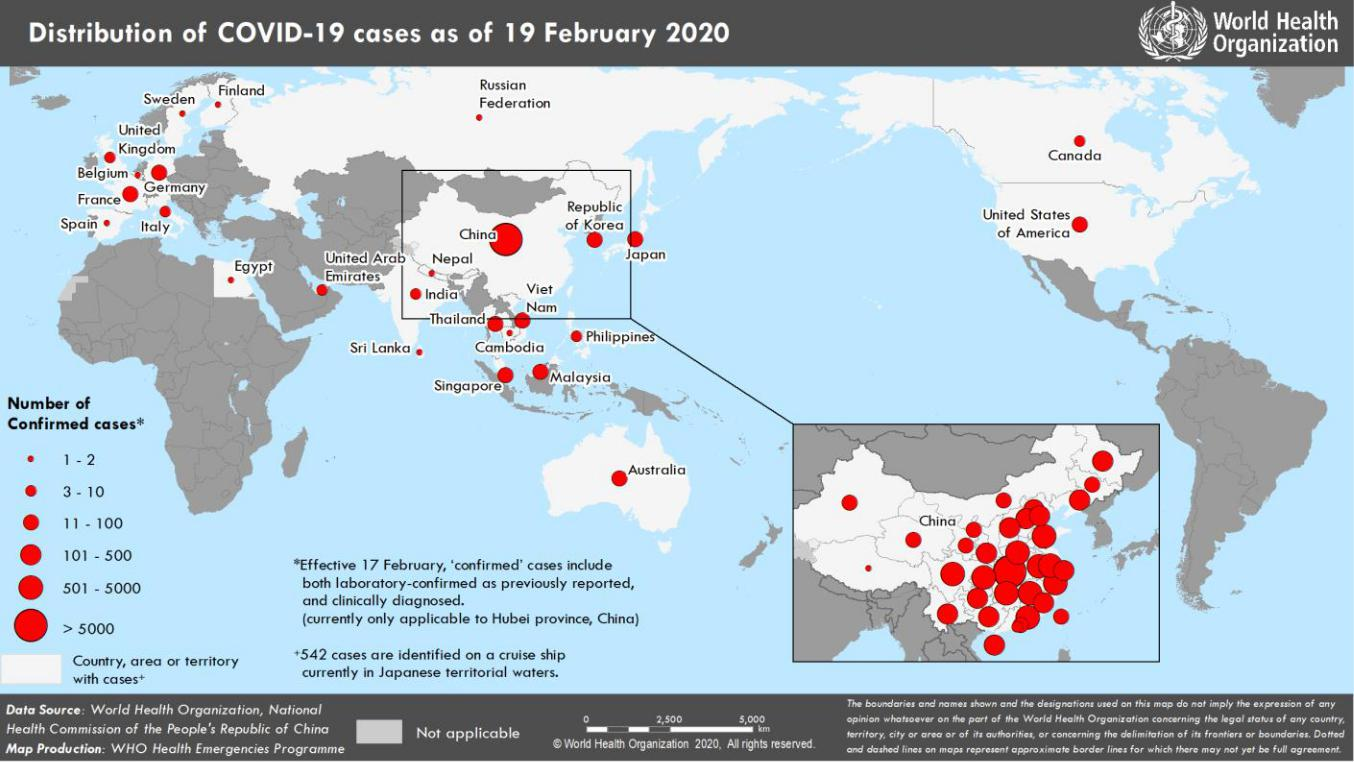 Distribution of COVID-19 cases as of 19 February 2020
World Health
Organization
Finland
Sweden
Russian
Federation
United
Kingdom
Belgium
Germany
France
Spain
Italy
Canada
United States
of America
Republic
of Korea
China
Japan
Egypt
United Arab
Emirates
Nepal
India
Viet
Nam
Thailand
Philippines
Sri Lanka
Cambodia
Malaysia
Singapore
Australia
China
Number of
Confirmed cases*
1 - 2
3 - 10
11 - 100
101 - 500
501 - 5000
> 5000
Country, area or territory
with cases+
*Effective 17 February, ‘confirmed’ cases include
both laboratory-confirmed as previously reported,
and clinically diagnosed.
(currently only applicable to Hubei province, China)
+542 cases are identified on a cruise ship
currently in Japanese territorial waters.
Data Source: World Health Organization, National
Health Commission of the People's Republic of China
Map Production: WHO Health Emergencies Programme
Not applicable
0 2,500 5,000
km
© World Health Organization 2020, All rights reserved.
The boundaries and names shown and the designations used on this map do not imply the expression of any
opinion whatsoever on the part of the World Health Organization concerning the legal status of any country,
territory, city or area or of its authorities, or concerning the delimitation of its frontiers or boundaries. Dotted
and dashed lines on maps represent approximate border lines for which there may not yet be full agreement.